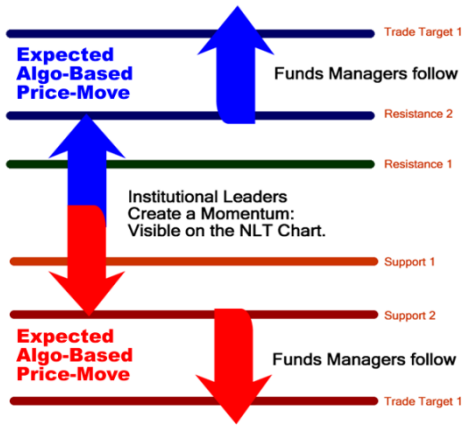 Trade Target 1
Expected
Algo-Based
Price-Move
Funds Managers follow
Resistance 2
Resistance 1
Institutional Leaders
Create a Momentum:
Visible on the NLT Chart.
Support 1
Support 2
Expected
Algo-Based
Price-Move
Funds Managers follow
Trade Target 1